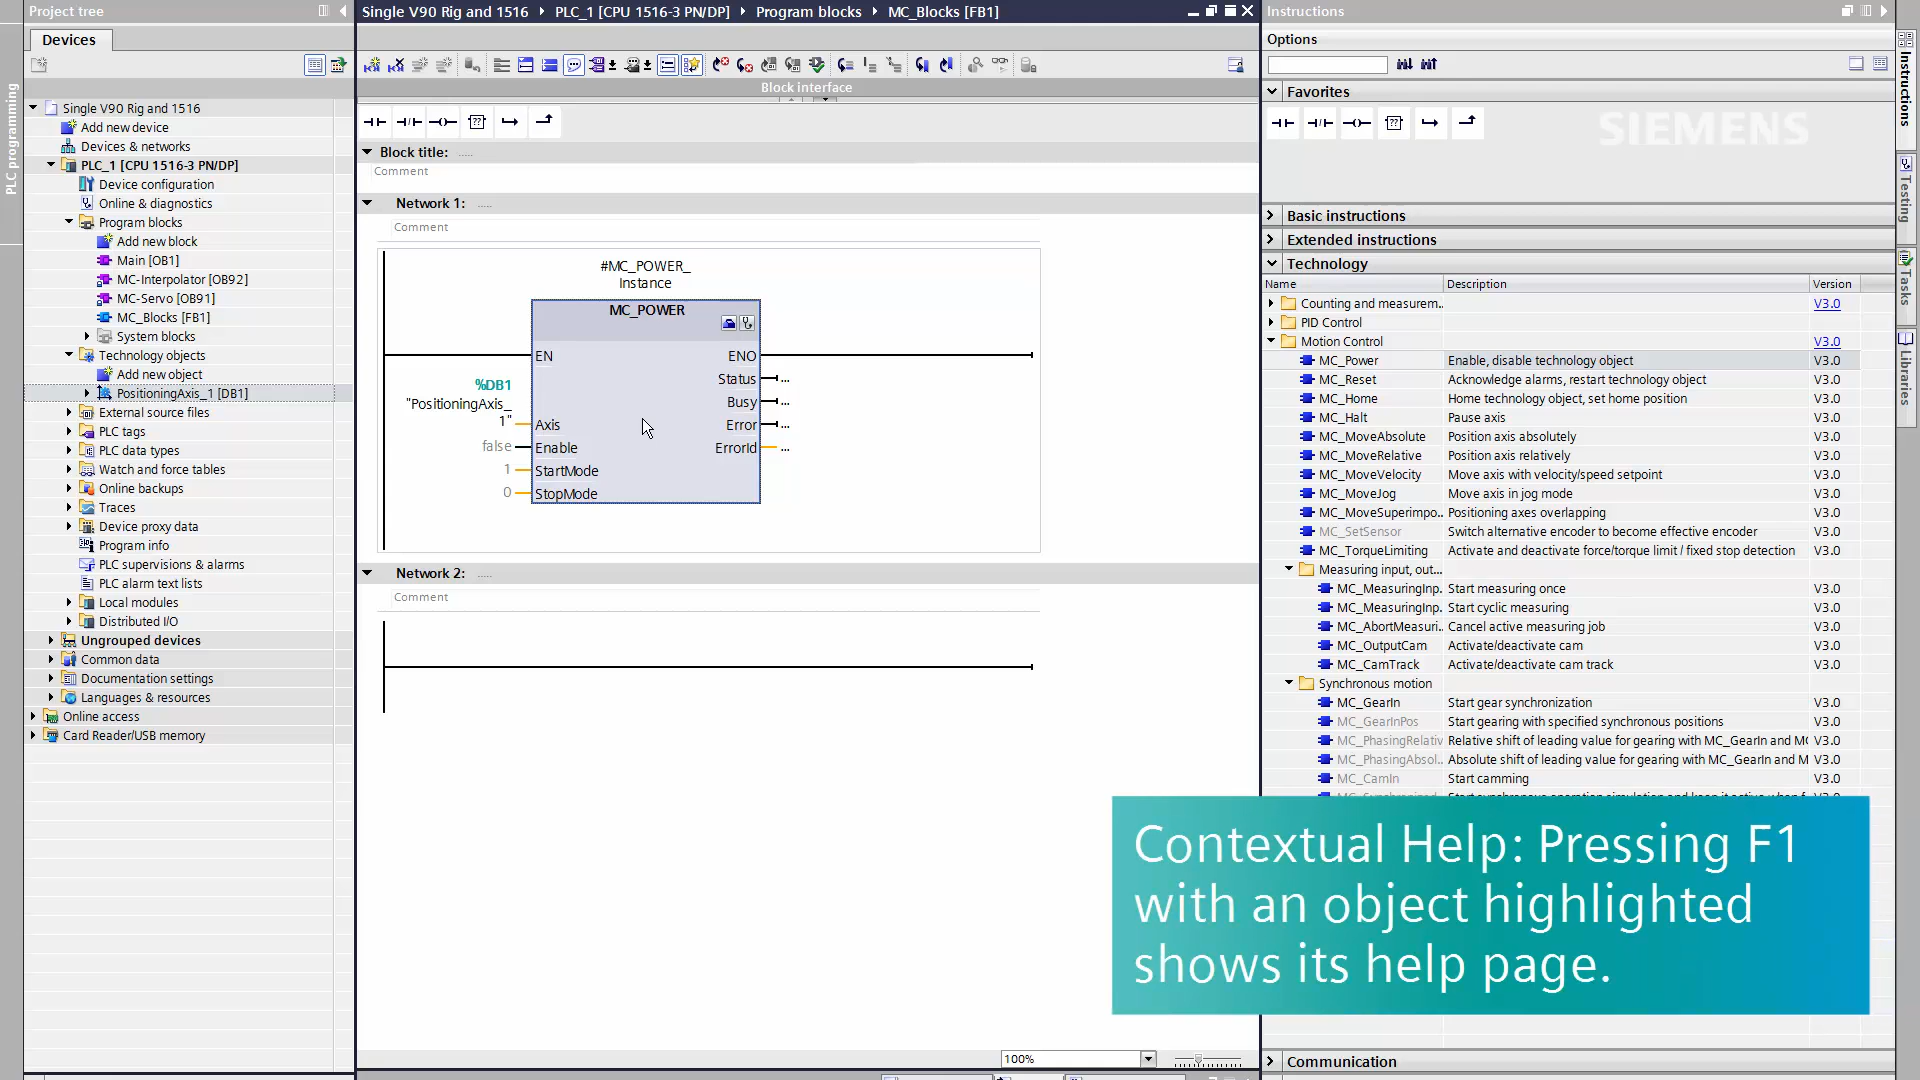 Project tree
Single V90 Rig and 1516 PLC_1 [CPU 1516-3 PN/DP] Program blocks MC_Blocks [FB1]
Instructions
Devices
Options
PLC programming
Block interface
Single V90 Rig and 1516
Add new device
Devices & networks
PLC_1 [CPU 1516-3 PN/DP]
Device configuration
Online & diagnostics
Program blocks
Add new block
Main [OB1]
MC-Interpolator [OB92]
MC-Servo [OB91]
MC_Blocks [FB1]
System blocks
Technology objects
Add new object
PositioningAxis_1 [DB1]
External source files
PLC tags
PLC data types
Watch and force tables
Online backups
Traces
Device proxy data
Program info
PLC supervisions & alarms
PLC alarm text lists
Local modules
Distributed I/O
Ungrouped devices
Common data
Documentation settings
Languages & resources
Online access
Card Reader/USB memory
Block title: .....
Comment
Network 1: .....
Comment
#MC_POWER_
Instance
MC_POWER
EN ENO
Status ...
Busy ...
%DB1
"PositioningAxis_
1" Axis Error ...
false Enable ErrorId ...
1 StartMode
0 StopMode
Network 2: .....
Comment
100%
Favorites
SIEMENS
Basic instructions
Extended instructions
Technology
Name Description Version
Counting and measurem.. V3.0
PID Control
Motion Control V3.0
MC_Power Enable, disable technology object V3.0
MC_Reset Acknowledge alarms, restart technology object V3.0
MC_Home Home technology object, set home position V3.0
MC_Halt Pause axis V3.0
MC_MoveAbsolute Position axis absolutely V3.0
MC_MoveRelative Position axis relatively V3.0
MC_MoveVelocity Move axis with velocity/speed setpoint V3.0
MC_MoveJog Move axis in jog mode V3.0
MC_MoveSuperimpo.. Positioning axes overlapping V3.0
MC_SetSensor Switch alternative encoder to become effective encoder V3.0
MC_TorqueLimiting Activate and deactivate force/torque limit / fixed stop detection V3.0
Measuring input, out...
MC_MeasuringInp. Start measuring once V3.0
MC_MeasuringInp. Start cyclic measuring V3.0
MC_AbortMeasuri. Cancel active measuring job V3.0
MC_OutputCam Activate/deactivate cam V3.0
MC_CamTrack Activate/deactivate cam track V3.0
Synchronous motion
MC_GearIn Start gear synchronization V3.0
MC_GearInPos Start gearing with specified synchronous positions V3.0
MC_PhasingRelativ Relative shift of leading value for gearing with MC_GearIn and MC V3.0
MC_PhasingAbsol.. Absolute shift of leading value for gearing with MC_GearIn and M V3.0
MC_CamIn Start camming V3.0
Contextual Help: Pressing F1
with an object highlighted
shows its help page.
Communication
Instructions
Testing
Tasks
Libraries